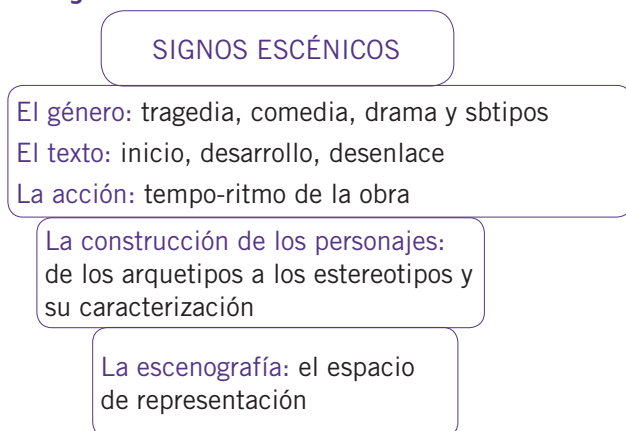 SIGNOS ESCÉNICOS
El género: tragedia, comedia, drama y sbtipos
El texto: inicio, desarrollo, desenlace
La acción: tempo-ritmo de la obra
La construcción de los personajes:
de los arquetipos a los estereotipos y
su caracterización
La escenografía: el espacio
de representación